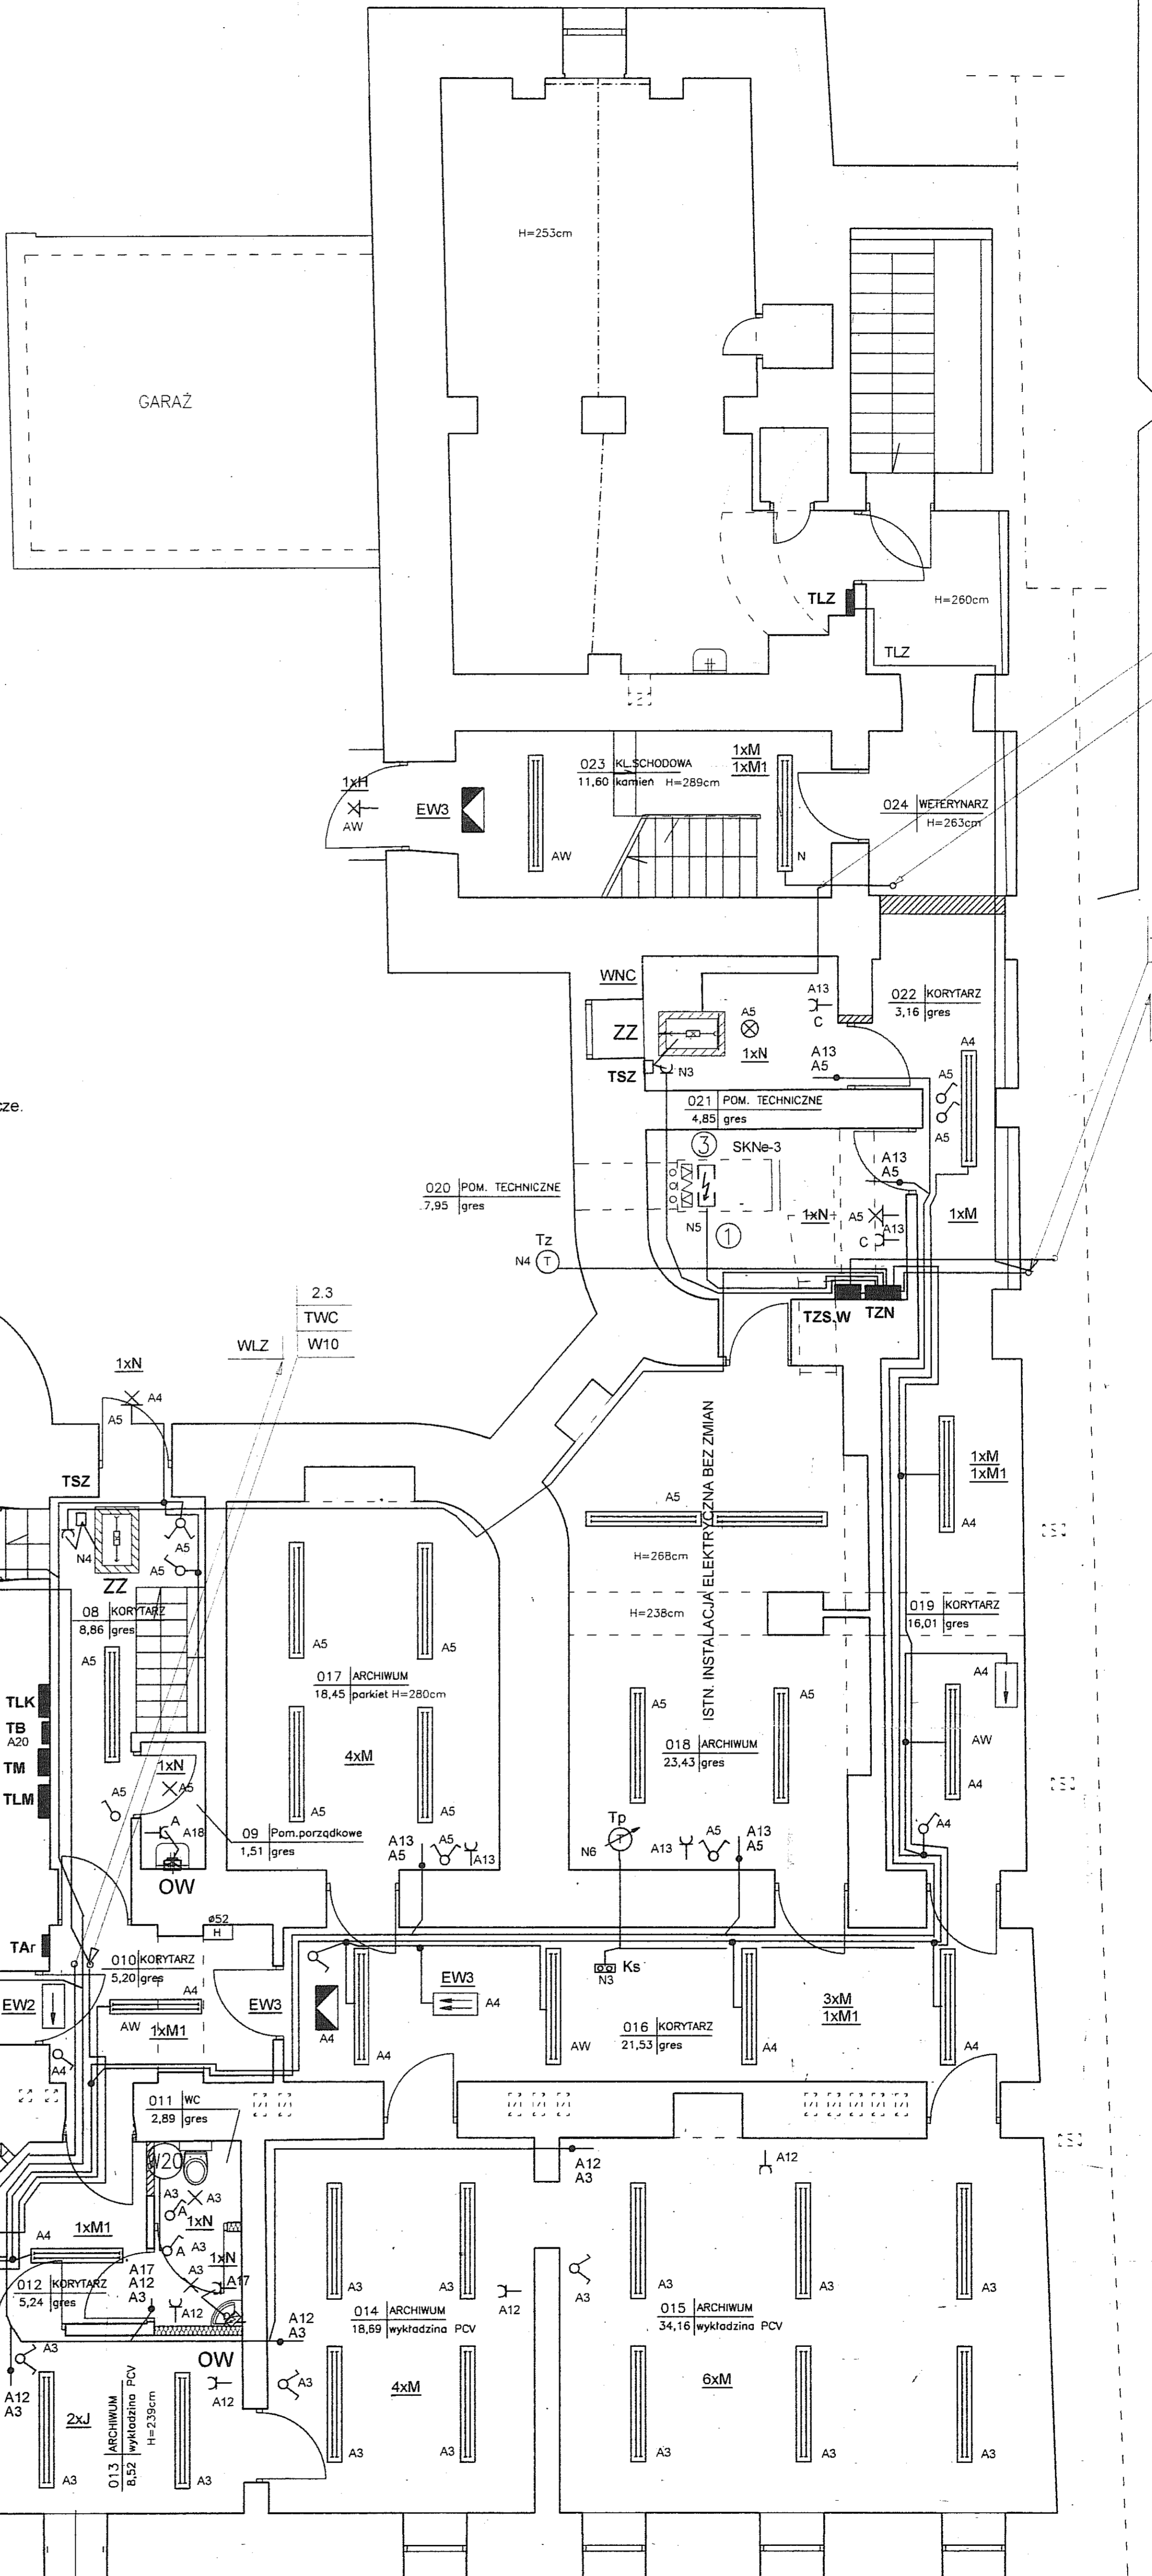 H=253cm
GARAŻ
TLZ
H=260cm
TLZ
023 KL.SCHODOWA
11,60 kamień H=289cm
1xM
1xM1
1xH
AW
EW3
AW
N
024 WETERYNARZ
H=263cm
WNC
A13
C
022 KORYTARZ
3,16 gres
ZZ
A5
1xN
A13
A5
A4
TSZ
N3
A5
A5
cze.
021 POM. TECHNICZNE
4,85 gres
3
SKNe-3
A13
A5
020 POM. TECHNICZNE
7,95 gres
1xN
A5
A13
C
1xM
N5
1
Tz
N4
T
TZS.W
TZN
2.3
TWC
W10
WLZ
1xN
A4
A5
TSZ
N4
A5
A5
ZZ
ISTN. INSTALACJA ELEKTRYCZNA BEZ ZMIAN
1xM
1xM1
A4
A5
H=268cm
H=238cm
08 KORYTARZ
8,86 gres
A5
019 KORYTARZ
16,01 gres
A5
A5
017 ARCHIWUM
18,45 parkiet H=280cm
A4
TLK
TB
A20
TM
TLM
A5
A5
AW
018 ARCHIWUM
23,43 gres
4xM
1xN
A5
A5
A4
A5
A5
Tp
T
N6
A4
A
A18
09 Pom.porządkowe
1,51 gres
A13
A5
A5
A13
A13
A5
A13
A5
OW
ø52
H
TAr
010 KORYTARZ
5,20 gres
Ks
N3
EW2
A4
EW3
EW3
A4
3xM
1xM1
AW
1xM1
A4
016 KORYTARZ
21,53 gres
A4
A4
AW
A4
A4
011 WC
2,89 gres
W20
A12
A3
A12
A3
A3
A
1xN
A4
1xM1
A
A3
1xN
A17
A12
A3
A3
A17
012 KORYTARZ
5,24 gres
A12
A3
A3
A12
A3
A3
A3
A3
014 ARCHIWUM
18,69 wykładzina PCV
015 ARCHIWUM
34,16 wykładzina PCV
A12
A3
A3
OW
A12
A3
A12
A3
2xJ
013 ARCHIWUM
8,52 wykładzina PCV
H=239cm
4xM
6xM
A3
A3
A3
A3
A3
A3
A3